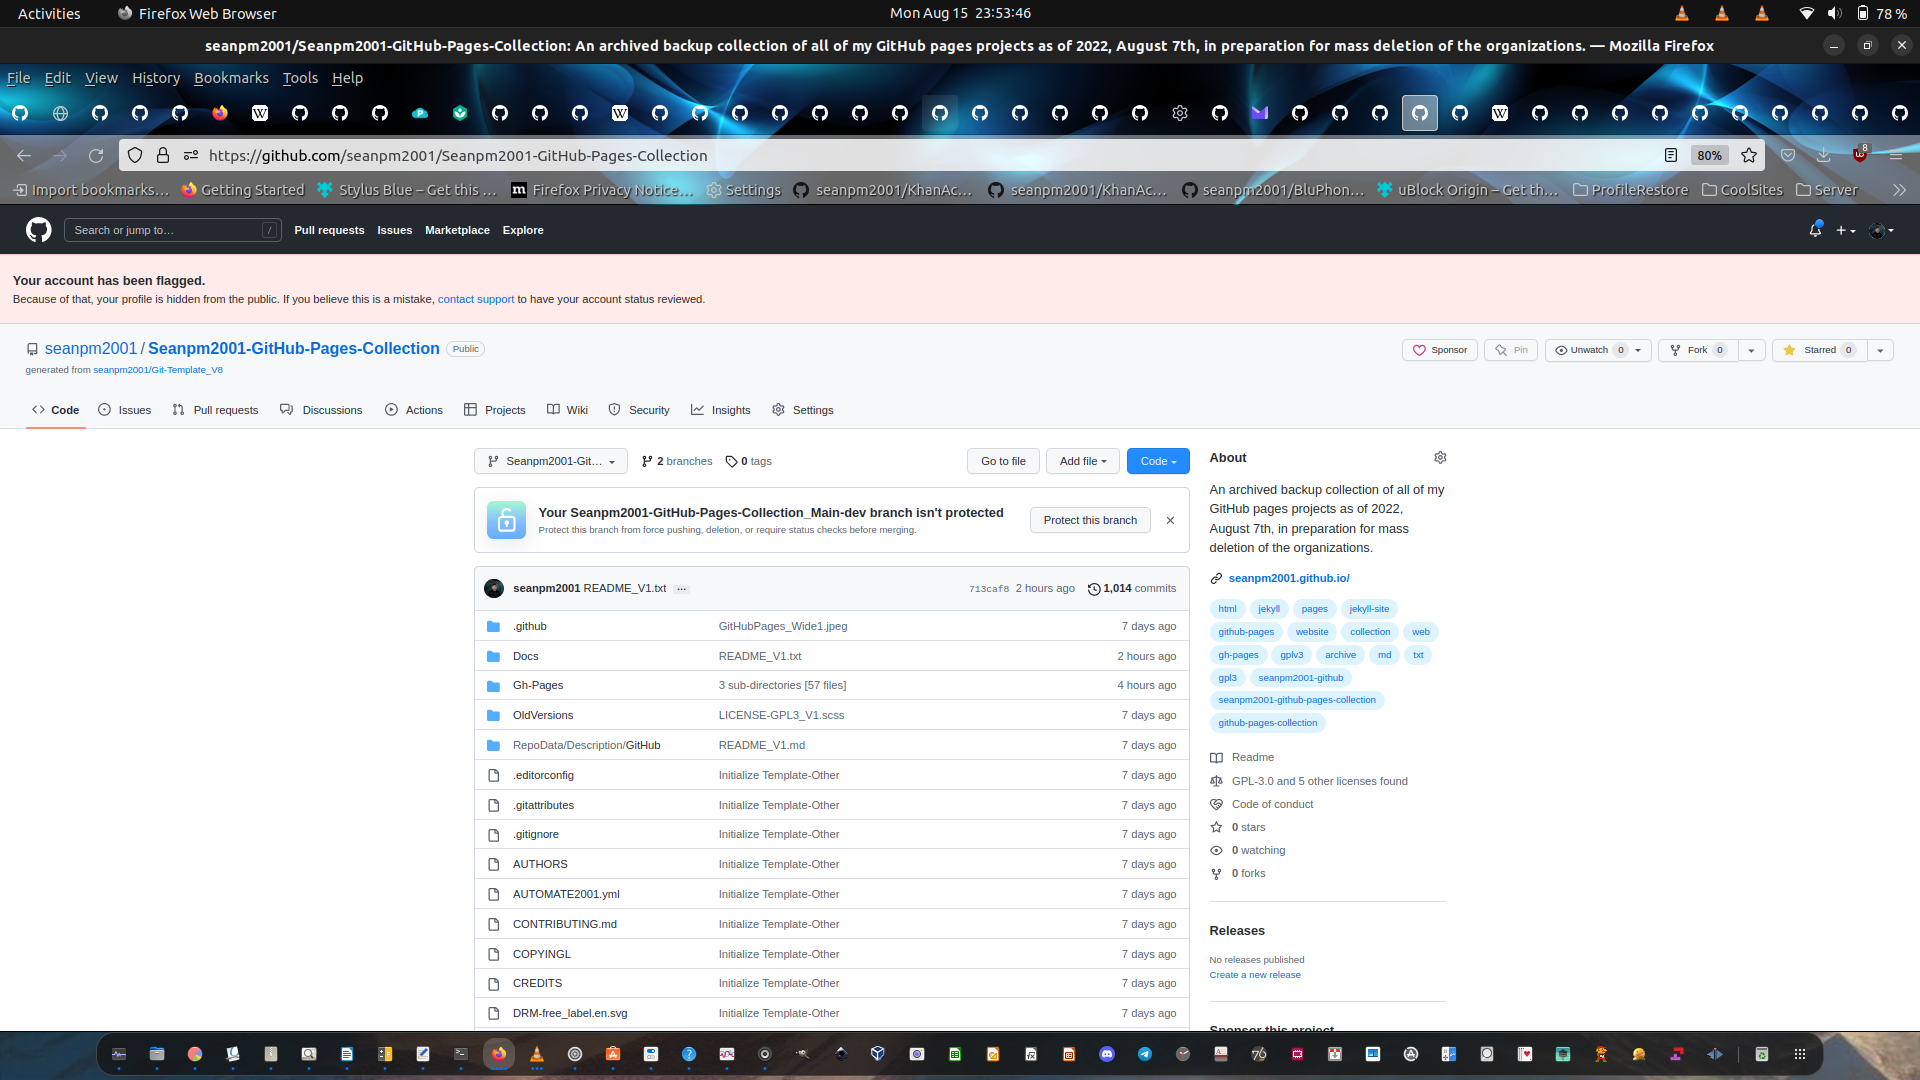 Activities
Firefox Web Browser
Mon Aug 15 23:53:46
78 %
seanpm2001/Seanpm2001-GitHub-Pages-Collection: An archived backup collection of all of my GitHub pages projects as of 2022, August 7th, in preparation for mass deletion of the organizations. — Mozilla Firefox
File Edit View History Bookmarks Tools Help
https://github.com/seanpm2001/Seanpm2001-GitHub-Pages-Collection
80%
8
Import bookmarks…
Getting Started
Stylus Blue – Get this …
Firefox Privacy Notice…
Settings
seanpm2001/KhanAc…
seanpm2001/KhanAc…
seanpm2001/BluPhon…
uBlock Origin – Get th…
ProfileRestore
CoolSites
Server
Search or jump to…
/
Pull requests
Issues
Marketplace
Explore
Your account has been flagged.
Because of that, your profile is hidden from the public. If you believe this is a mistake, contact support to have your account status reviewed.
seanpm2001 / Seanpm2001-GitHub-Pages-Collection Public
generated from seanpm2001/Git-Template_V8
Sponsor
Pin
Unwatch 0
Fork 0
Starred 0
Code
Issues
Pull requests
Discussions
Actions
Projects
Wiki
Security
Insights
Settings
Seanpm2001-Git…
2 branches
0 tags
Go to file
Add file
Code
Your Seanpm2001-GitHub-Pages-Collection_Main-dev branch isn't protected
Protect this branch from force pushing, deletion, or require status checks before merging.
Protect this branch
seanpm2001 README_V1.txt …
713caf8 2 hours ago
1,014 commits
.github GitHubPages_Wide1.jpeg 7 days ago
Docs README_V1.txt 2 hours ago
Gh-Pages 3 sub-directories [57 files] 4 hours ago
OldVersions LICENSE-GPL3_V1.scss 7 days ago
RepoData/Description/GitHub README_V1.md 7 days ago
.editorconfig Initialize Template-Other 7 days ago
.gitattributes Initialize Template-Other 7 days ago
.gitignore Initialize Template-Other 7 days ago
AUTHORS Initialize Template-Other 7 days ago
AUTOMATE2001.yml Initialize Template-Other 7 days ago
CONTRIBUTING.md Initialize Template-Other 7 days ago
COPYINGL Initialize Template-Other 7 days ago
CREDITS Initialize Template-Other 7 days ago
DRM-free_label.en.svg Initialize Template-Other 7 days ago
About
An archived backup collection of all of my
GitHub pages projects as of 2022,
August 7th, in preparation for mass
deletion of the organizations.
seanpm2001.github.io/
html jekyll pages jekyll-site
github-pages website collection web
gh-pages gplv3 archive md txt
gpl3 seanpm2001-github
seanpm2001-github-pages-collection
github-pages-collection
Readme
GPL-3.0 and 5 other licenses found
Code of conduct
0 stars
0 watching
0 forks
Releases
No releases published
Create a new release
Sponsor this project